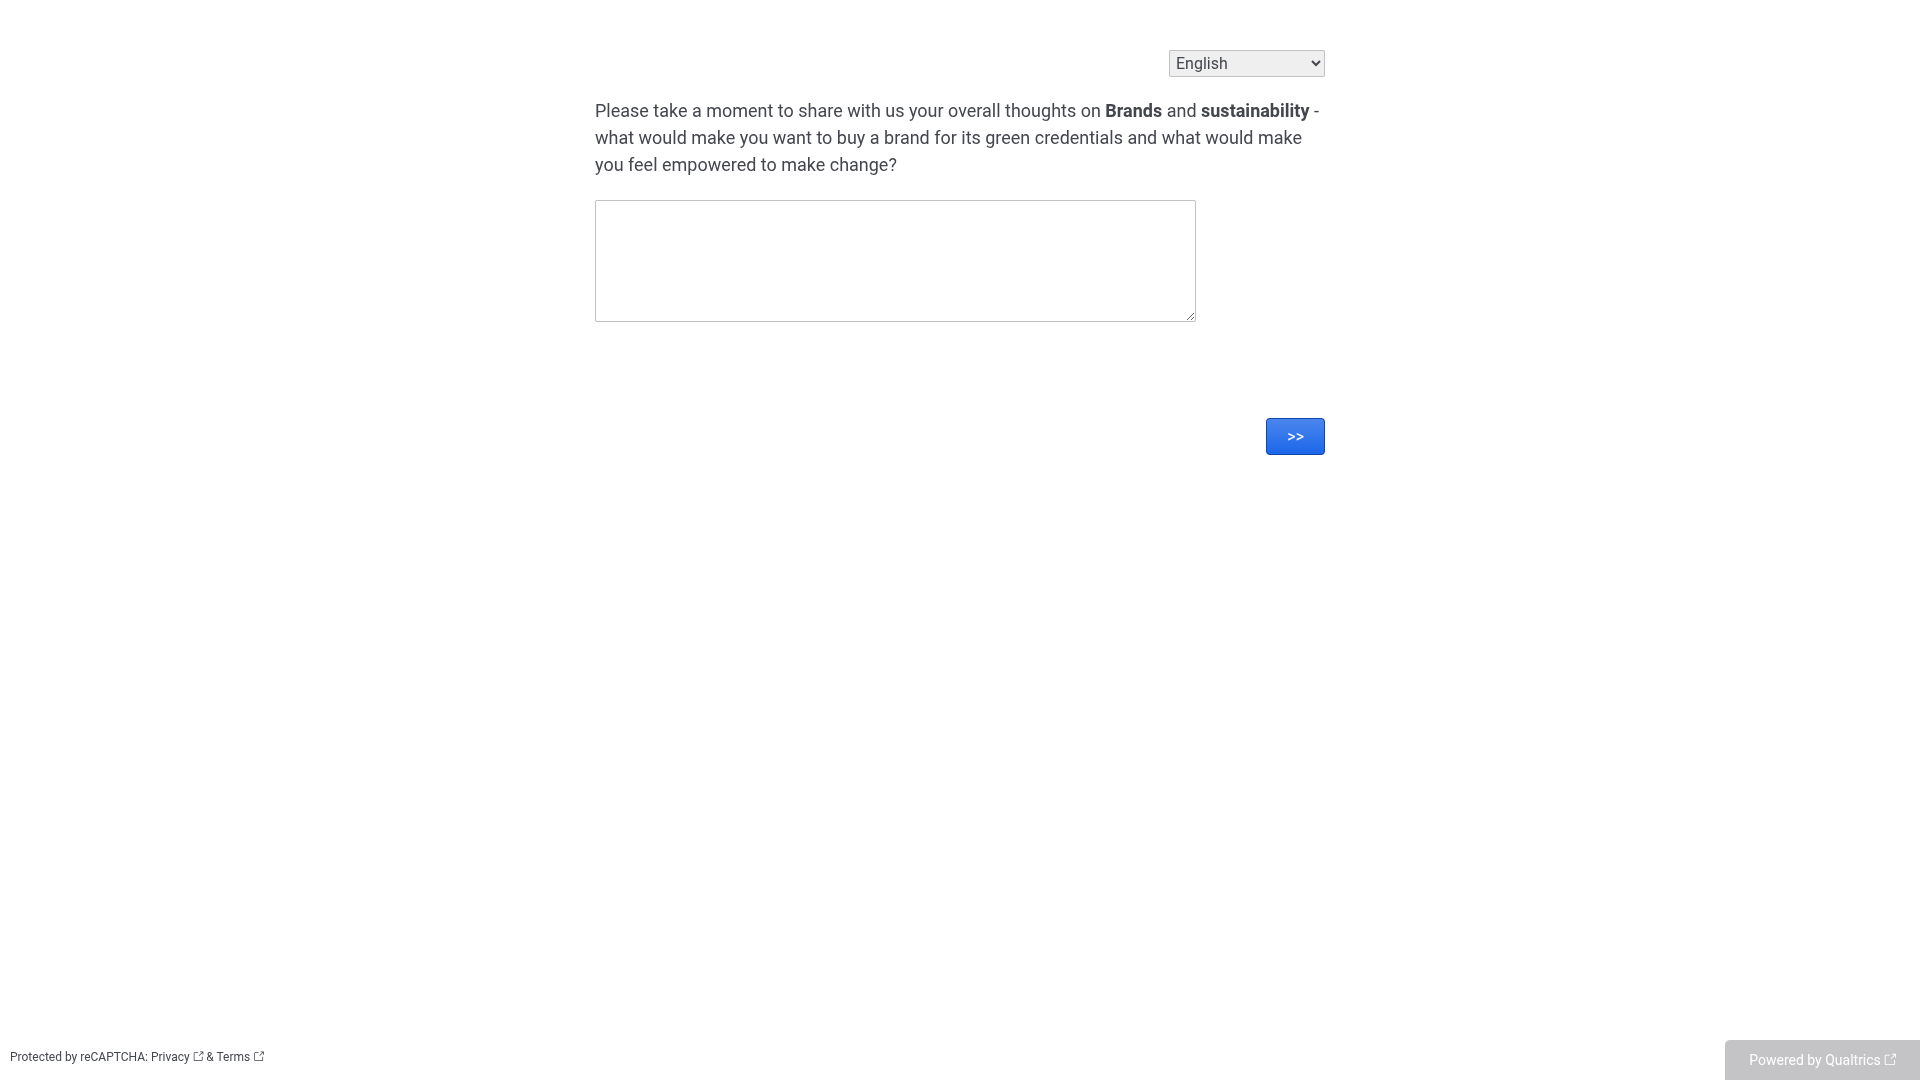 English
Please take a moment to share with us your overall thoughts on Brands and sustainability -
what would make you want to buy a brand for its green credentials and what would make
you feel empowered to make change?
>>
Protected by reCAPTCHA: Privacy & Terms
Powered by Qualtrics